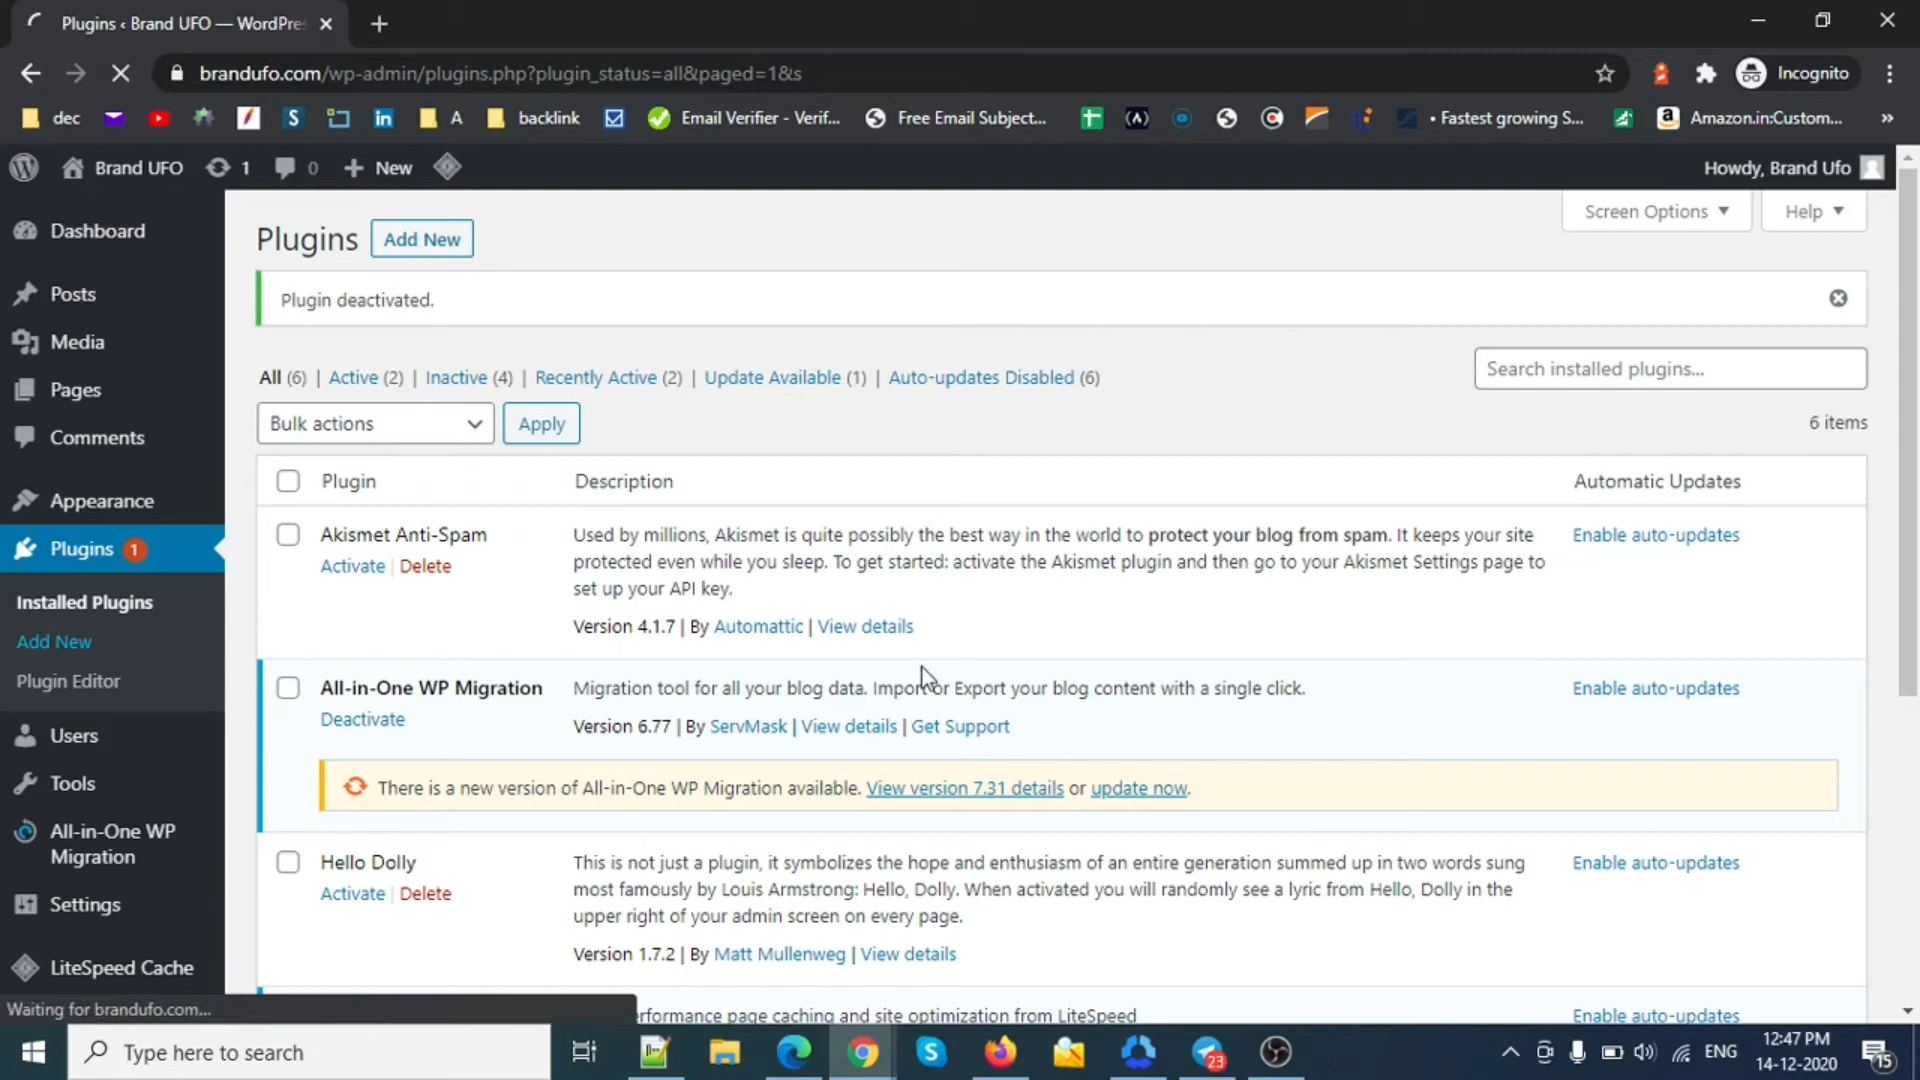 Plugins ‹ Brand UFO — WordPre
brandufo.com/wp-admin/plugins.php?plugin_status=all&paged=1&s
Incognito
dec
A
backlink
Email Verifier - Verif...
Free Email Subject...
• Fastest growing S...
Amazon.in:Custom...
»
Brand UFO
1
0
New
Howdy, Brand Ufo
Dashboard
Posts
Media
Pages
Comments
Appearance
Plugins 1
Installed Plugins
Add New
Plugin Editor
Users
Tools
All-in-One WP
Migration
Settings
LiteSpeed Cache
Screen Options
Help
Plugins
Add New
Plugin deactivated.
All (6) | Active (2) | Inactive (4) | Recently Active (2) | Update Available (1) | Auto-updates Disabled (6)
Search installed plugins...
Bulk actions
Apply
6 items
Plugin
Description
Automatic Updates
Akismet Anti-Spam
Activate | Delete
Used by millions, Akismet is quite possibly the best way in the world to protect your blog from spam. It keeps your site
protected even while you sleep. To get started: activate the Akismet plugin and then go to your Akismet Settings page to
set up your API key.
Version 4.1.7 | By Automattic | View details
Enable auto-updates
All-in-One WP Migration
Deactivate
Migration tool for all your blog data. Import or Export your blog content with a single click.
Version 6.77 | By ServMask | View details | Get Support
Enable auto-updates
There is a new version of All-in-One WP Migration available. View version 7.31 details or update now.
Hello Dolly
Activate | Delete
This is not just a plugin, it symbolizes the hope and enthusiasm of an entire generation summed up in two words sung
most famously by Louis Armstrong: Hello, Dolly. When activated you will randomly see a lyric from Hello, Dolly in the
upper right of your admin screen on every page.
Version 1.7.2 | By Matt Mullenweg | View details
Enable auto-updates
erformance page caching and site optimization from LiteSpeed
Enable auto-updates
Waiting for brandufo.com...
Type here to search
23
ENG
12:47 PM
14-12-2020
15